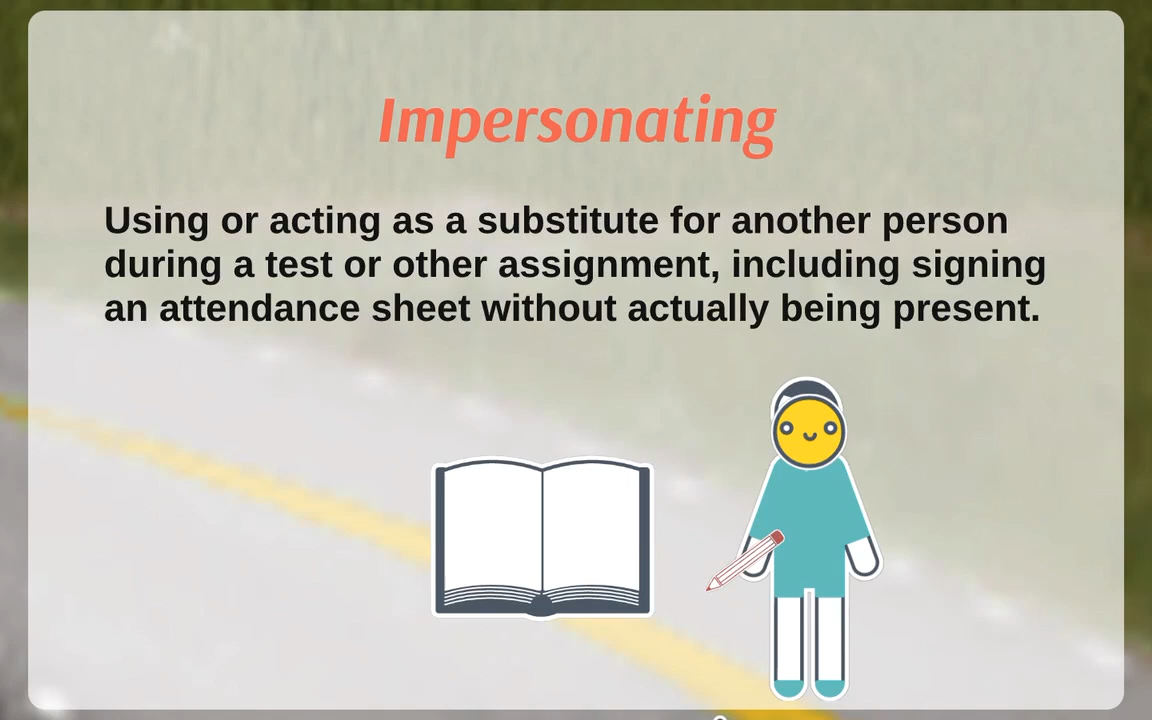 Impersonating
Using or acting as a substitute for another person
during a test or other assignment, including signing
an attendance sheet without actually being present.